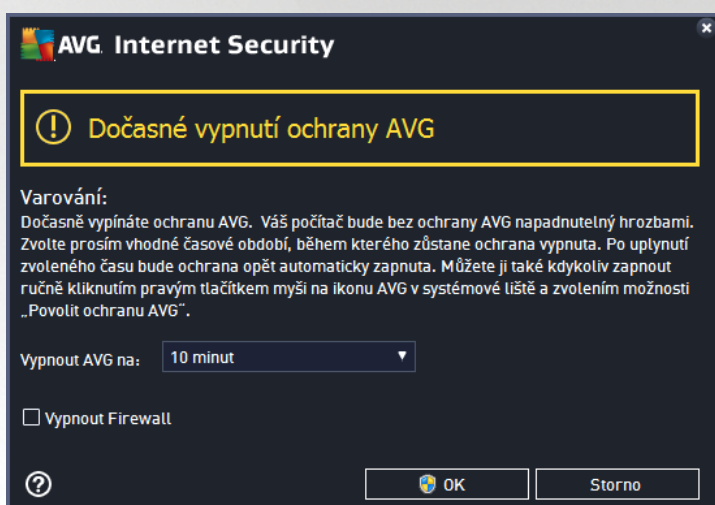 AVG. Internet Security
Dočasné vypnutí ochrany AVG
Varování:
Dočasně vypínáte ochranu AVG. Váš počítač bude bez ochrany AVG napadnutelný hrozbami.
Zvolte prosím vhodné časové období, během kterého zůstane ochrana vypnuta. Po uplynutí
zvoleného času bude ochrana opět automaticky zapnuta. Můžete ji také kdykoliv zapnout
ručně kliknutím pravým tlačítkem myši na ikonu AVG v systémové liště a zvolením možnosti
„Povolit ochranu AVG“.
Vypnout AVG na: 10 minut
Vypnout Firewall
OK Storno